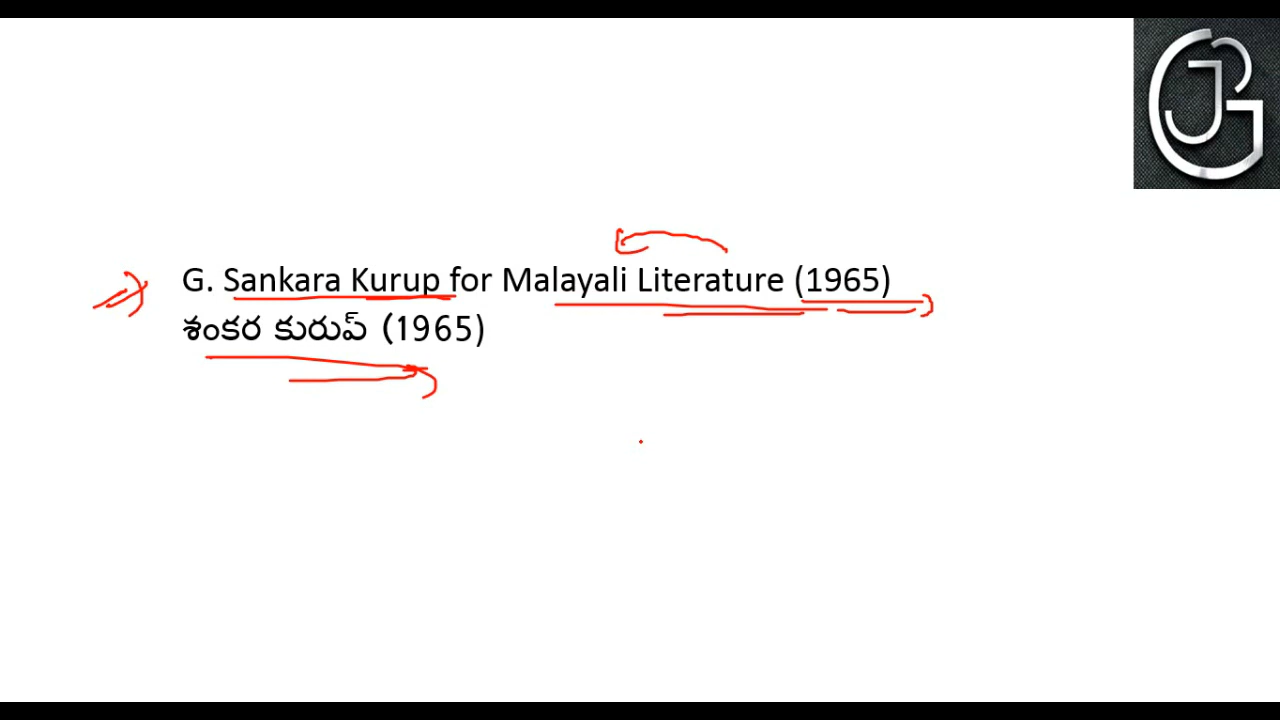 G. Sankara Kurup for Malayali Literature (1965)
శంకర కురుప్ (1965)